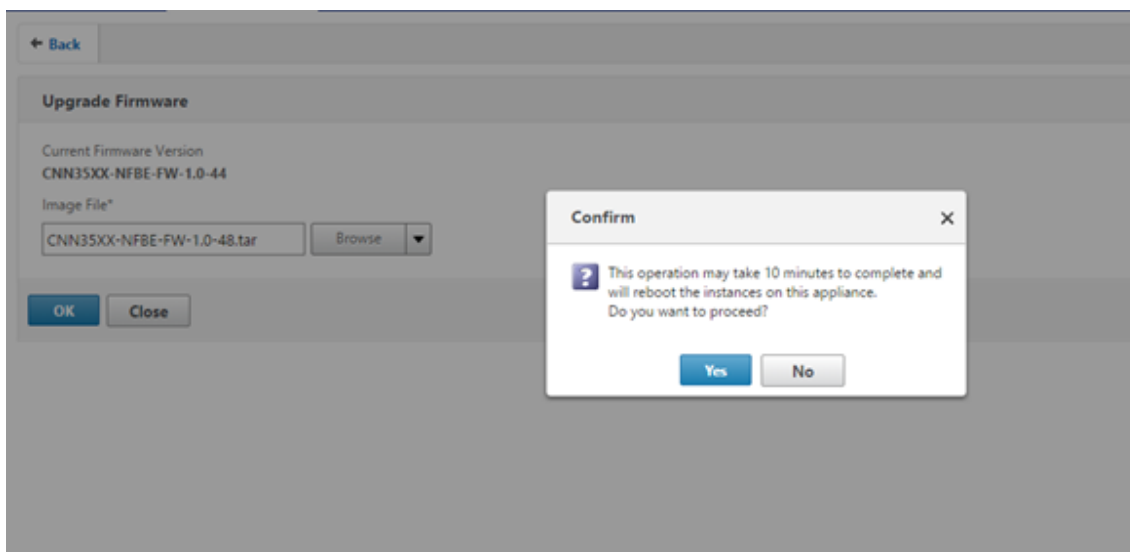 Back
Upgrade Firmware
Current Firmware Version
CNN35XX-NFBE-FW-1.0-44
Image File*
CNN35XX-NFBE-FW-1.0-48.tar
Browse
OK
Close
Confirm
This operation may take 10 minutes to complete and
will reboot the instances on this appliance.
Do you want to proceed?
Yes
No